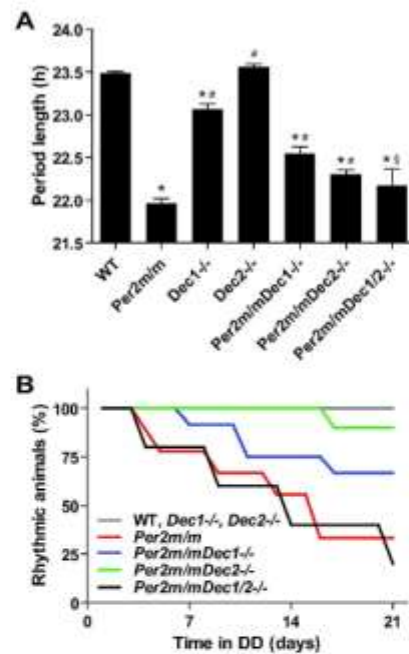 A
Period length (h)
23.5
23.0
22.5
22.0
21.5
*
*#
#
*#
*#
*§
WT
Per2m/m
Dec1-/-
Dec2-/-
Per2m/mDec1-/-
Per2m/mDec2-/-
Per2m/mDec1/2-/-
B
Rhythmic animals (%)
100
75
50
25
0
WT, Dec1-/-, Dec2-/-
Per2m/m
Per2m/mDec1-/-
Per2m/mDec2-/-
Per2m/mDec1/2-/-
0 7 14 21
Time in DD (days)